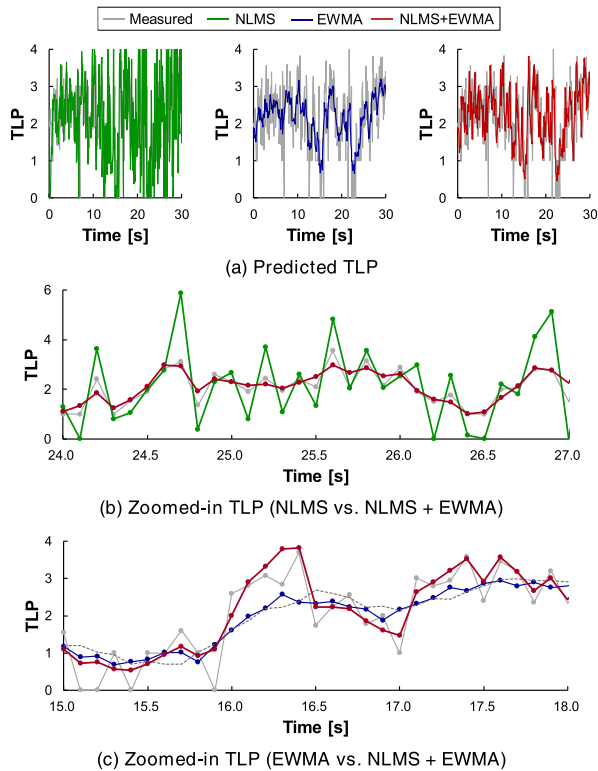 Measured NLMS EWMA NLMS+EWMA
4 4 4
3 3 3
TLP TLP TLP
2 2 2
1 1 1
0 0 0
0 10 20 30 0 10 20 30 0 10 20 30
Time [s] Time [s] Time [s]
(a) Predicted TLP
6
4
TLP
2
0
24.0 24.5 25.0 25.5 26.0 26.5 27.0
Time [s]
(b) Zoomed-in TLP (NLMS vs. NLMS + EWMA)
4
3
TLP
2
1
0
15.0 15.5 16.0 16.5 17.0 17.5 18.0
Time [s]
(c) Zoomed-in TLP (EWMA vs. NLMS + EWMA)